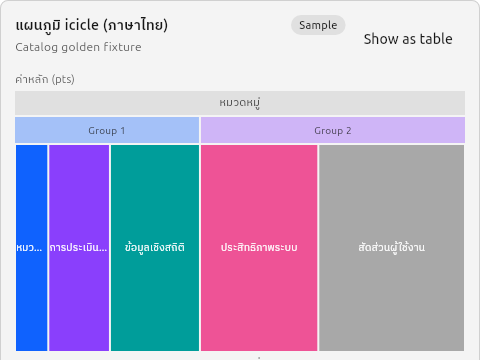 แผนภูมิ icicle (ภาษาไทย)
Sample
Show as table
Catalog golden fixture
ค่าหลัก (pts)
หมวดหมู่
Group 1
Group 2
หมว...
การประเมิน...
ข้อมูลเชิงสถิติ
ประสิทธิภาพระบบ
สัดส่วนผู้ใช้งาน